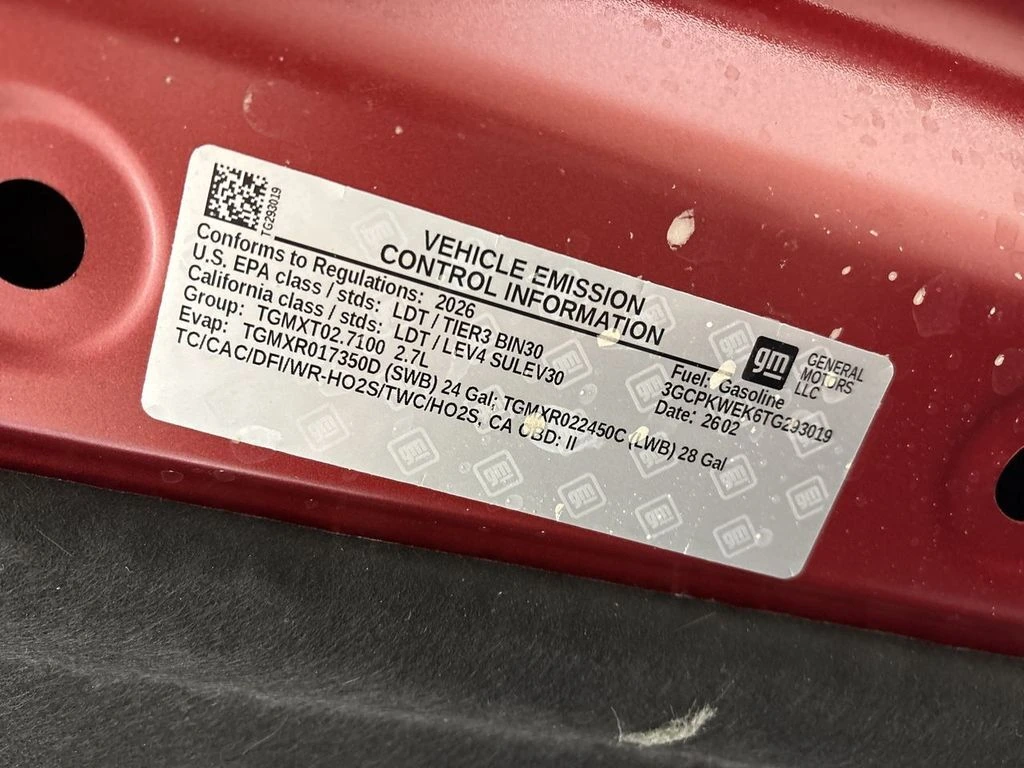 TG293019
VEHICLE EMISSION
CONTROL INFORMATION
Conforms to Regulations: 2026
U.S. EPA class / stds: LDT / TIER3 BIN30
California class / stds: LDT / LEV4 SULEV30
Group: TGMXT02.7100 2.7L
Evap: TGMXR017350D (SWB) 24 Gal; TGMXR022450C (LWB) 28 Gal
TC/CAC/DFI/WR-HO2S/TWC/HO2S, CA OBD: II
gm
GENERAL
MOTORS
LLC
Fuel: Gasoline
3GCPKWEK6TG293019
Date: 2602